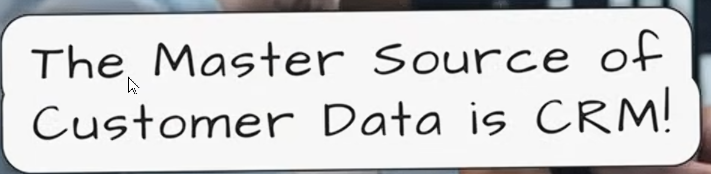 The Master Source of
Customer Data is CRM!